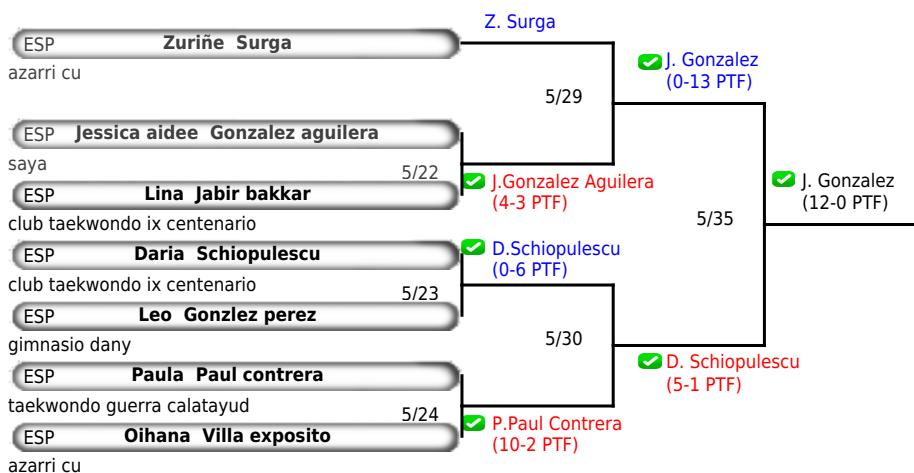 Z. Surga
ESP Zuriñe Surga
azarri cu
J. Gonzalez
(0-13 PTF)
5/29
ESP Jessica aidee Gonzalez aguilera
saya
5/22
J.Gonzalez Aguilera
(4-3 PTF)
J. Gonzalez
(12-0 PTF)
ESP Lina Jabir bakkar
club taekwondo ix centenario
5/35
ESP Daria Schiopulescu
club taekwondo ix centenario
D.Schiopulescu
(0-6 PTF)
5/23
ESP Leo Gonzlez perez
gimnasio dany
5/30
D. Schiopulescu
(5-1 PTF)
ESP Paula Paul contrera
taekwondo guerra calatayud
5/24
P.Paul Contrera
(10-2 PTF)
ESP Oihana Villa exposito
azarri cu